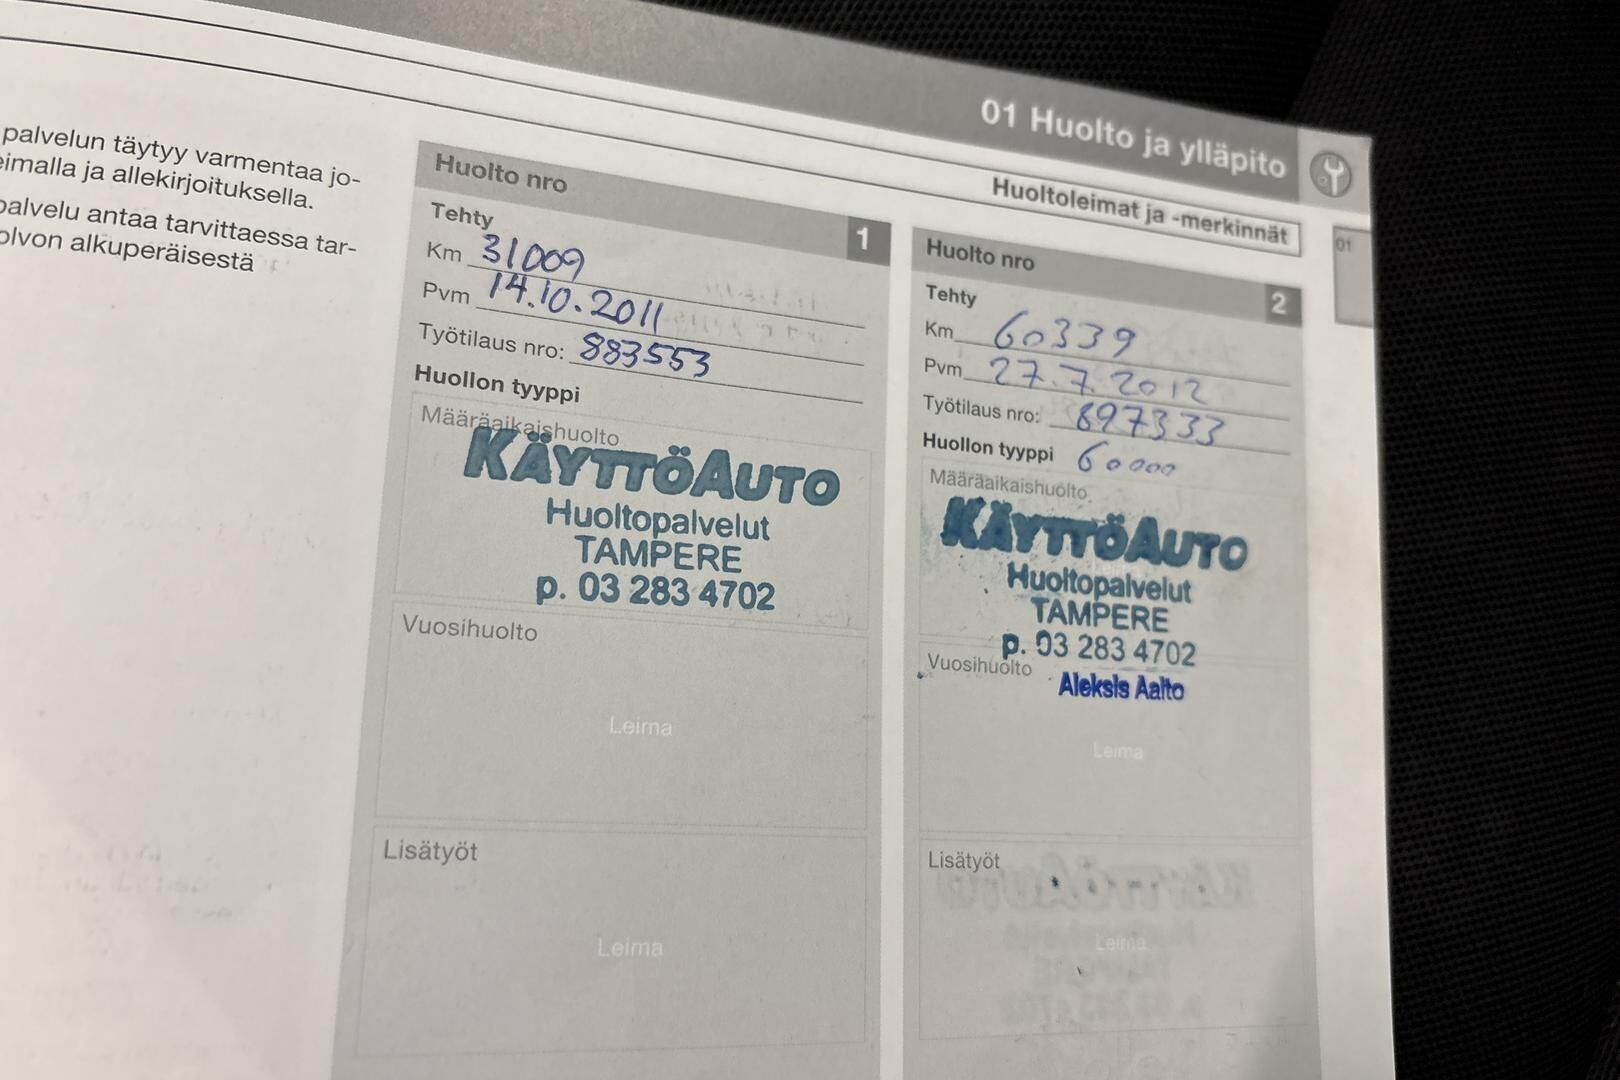 01 Huolto ja ylläpito
Huoltoleimat ja -merkinnät
01
palvelun täytyy varmentaa jo-
eimalla ja allekirjoituksella.
palvelu antaa tarvittaessa tar-
olvon alkuperäisestä
Huolto nro
1
Tehty
Km 31009
Pvm 14.10.2011
Työtilaus nro: 883553
Huollon tyyppi
Määräaikaishuolto
KÄYTTÖAUTO
Huoltopalvelut
TAMPERE
p. 03 283 4702
Vuosihuolto
Leima
Lisätyöt
Leima
Huolto nro
2
Tehty
Km 60339
Pvm 27.7.2012
Työtilaus nro: 897333
Huollon tyyppi 60000
Määräaikaishuolto
KÄYTTÖAUTO
Huoltopalvelut
TAMPERE
p. 03 283 4702
Vuosihuolto
Aleksis Aalto
Leima
Lisätyöt
Leima